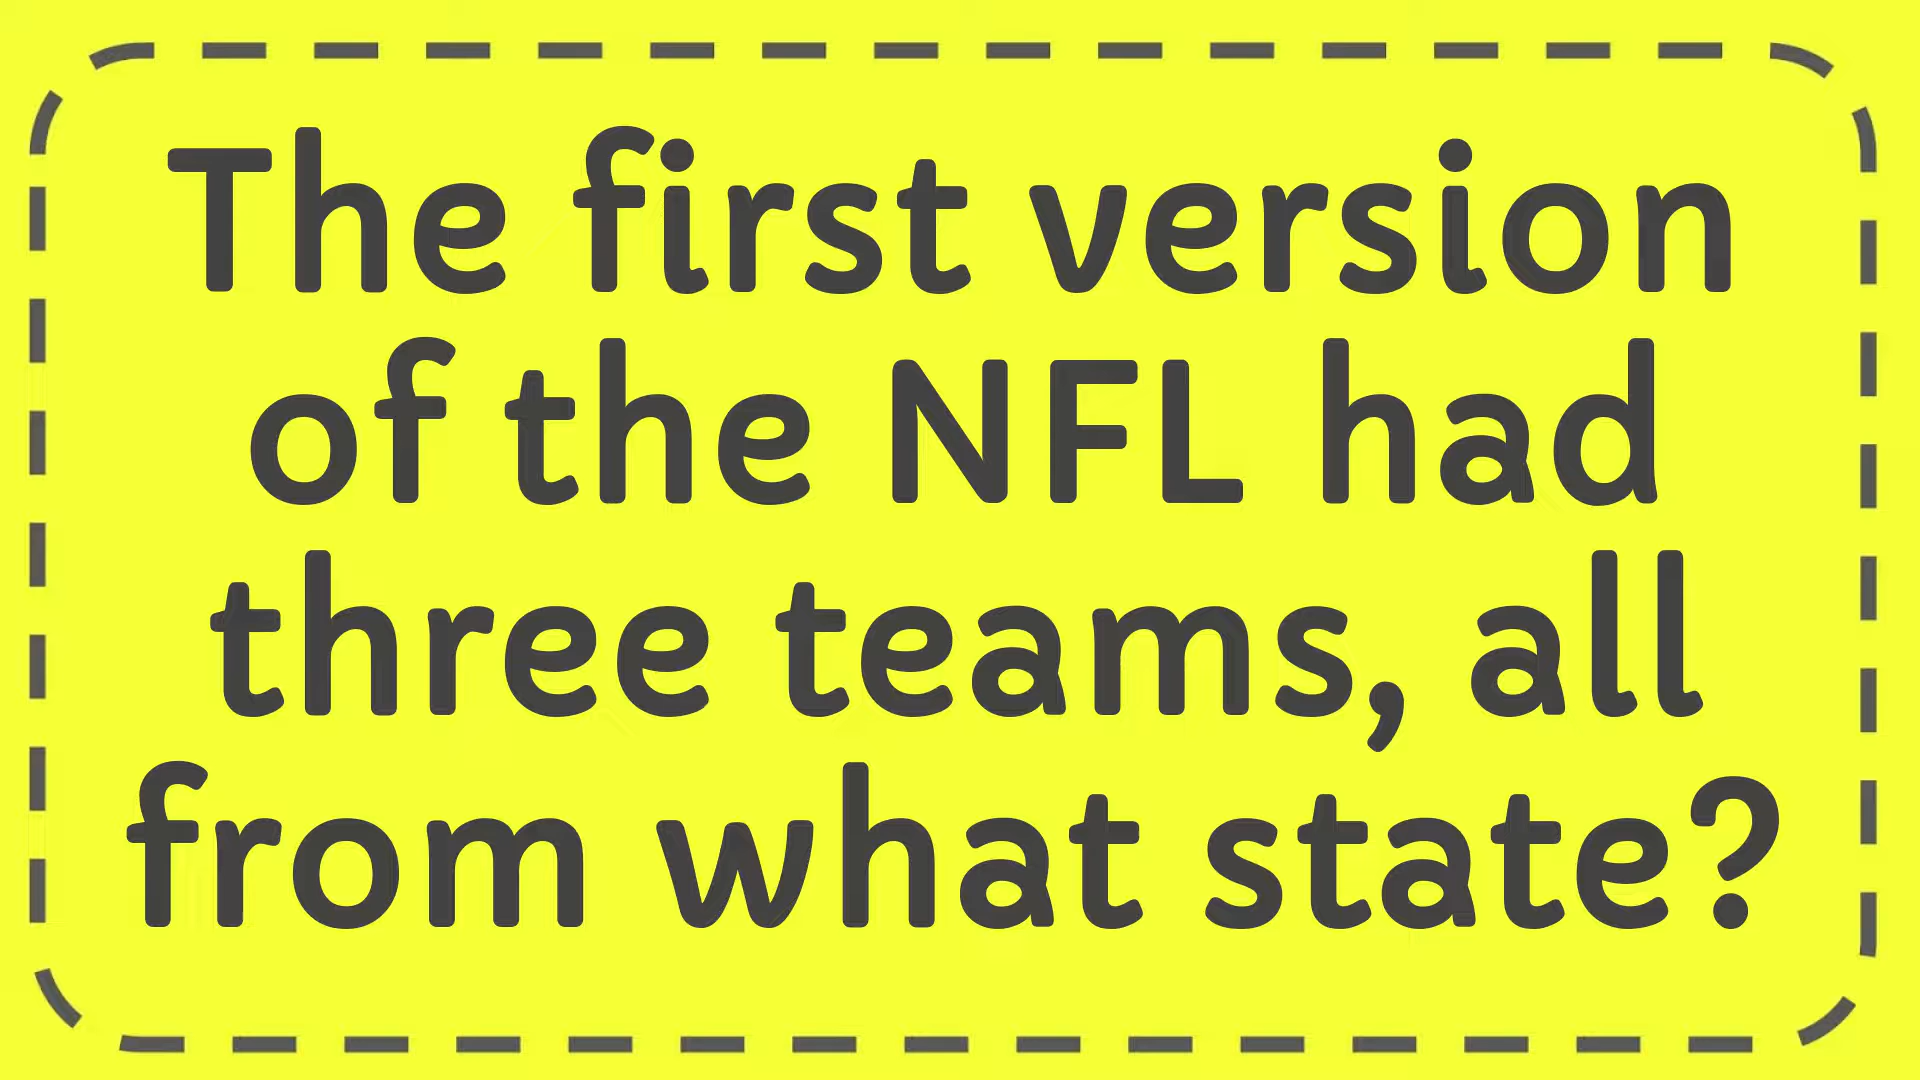 The first version
of the NFL had
three teams, all
from what state?